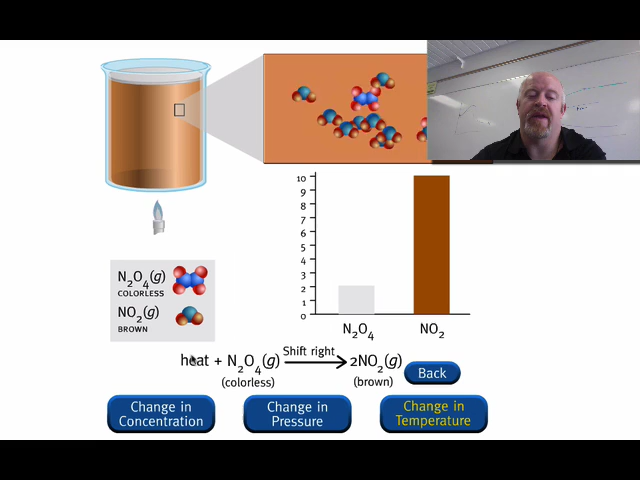 10
9
8
7
6
5
4
3
2
1
0
N₂O₄ NO₂
N₂O₄(g)
COLORLESS
NO₂(g)
BROWN
heat + N₂O₄(g) Shift right 2NO₂(g)
(colorless) (brown)
Back
Change in
Concentration
Change in
Pressure
Change in
Temperature